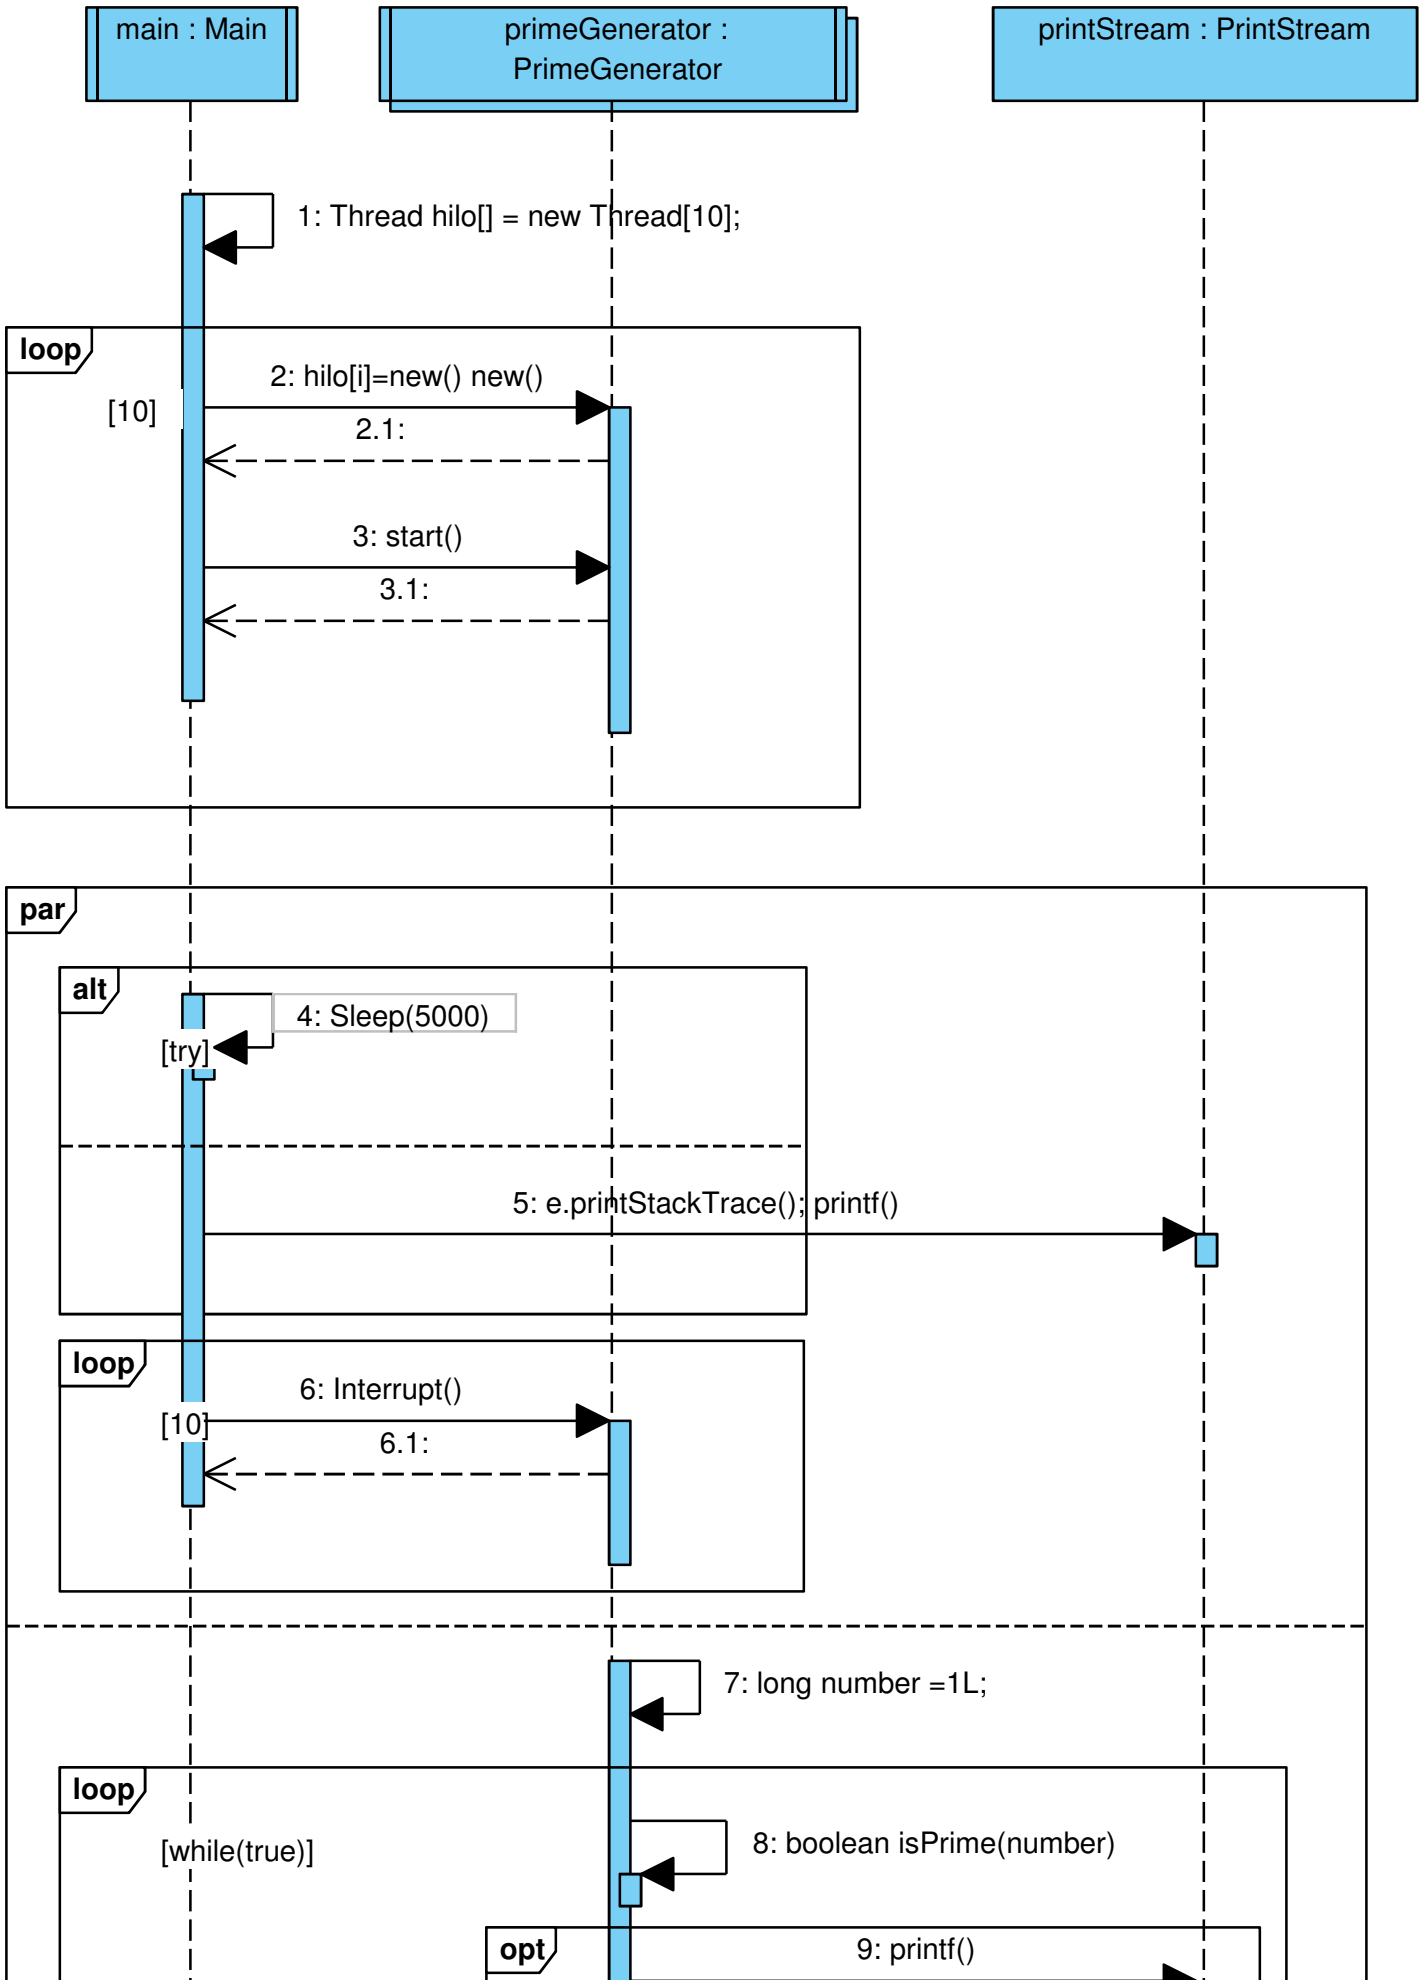 main : Main
primeGenerator :
PrimeGenerator
printStream : PrintStream
1: Thread hilo[] = new Thread[10];
loop
2: hilo[i]=new() new()
[10]
2.1:
3: start()
3.1:
par
alt
4: Sleep(5000)
[try]
5: e.printStackTrace(); printf()
loop
6: Interrupt()
[10]
6.1:
7: long number =1L;
loop
8: boolean isPrime(number)
[while(true)]
opt
9: printf()